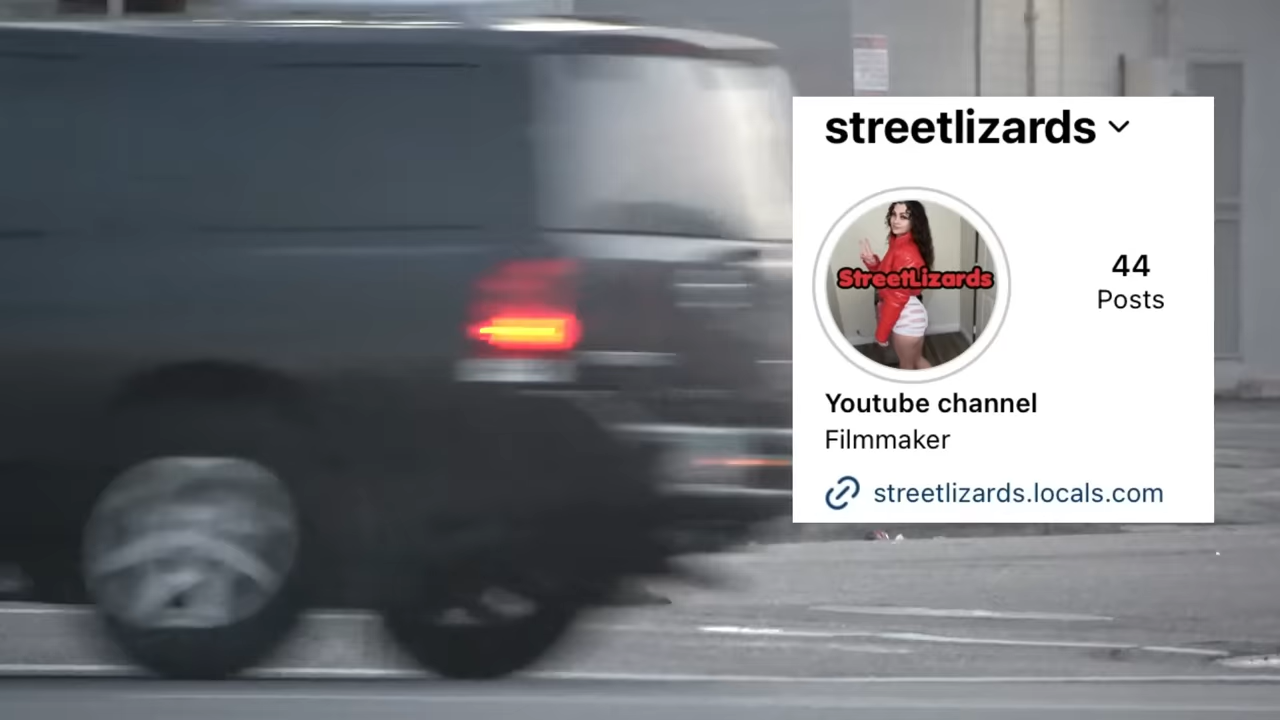 streetlizards
StreetLizards
44
Posts
Youtube channel
Filmmaker
streetlizards.locals.com